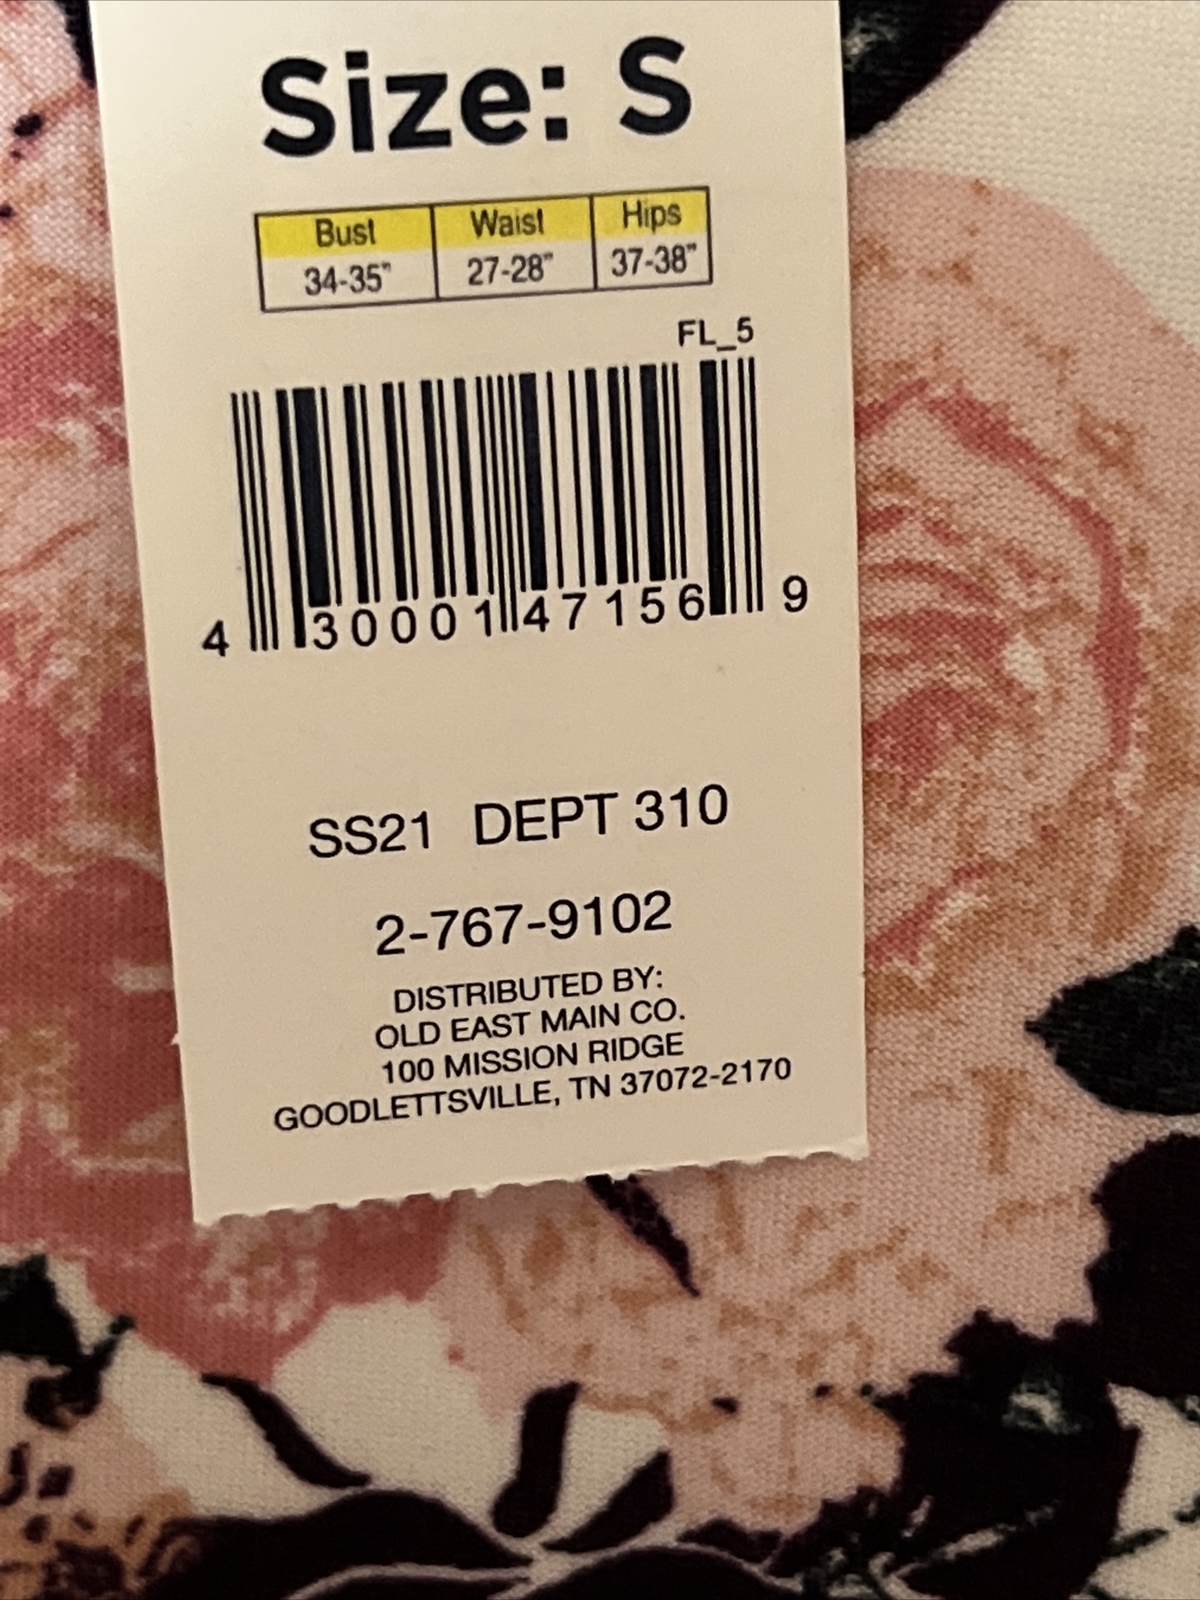 Size: S
Bust Waist Hips
34-35" 27-28" 37-38"
FL_5
4 30001 47156 9
SS21 DEPT 310
2-767-9102
DISTRIBUTED BY:
OLD EAST MAIN CO.
100 MISSION RIDGE
GOODLETTSVILLE, TN 37072-2170